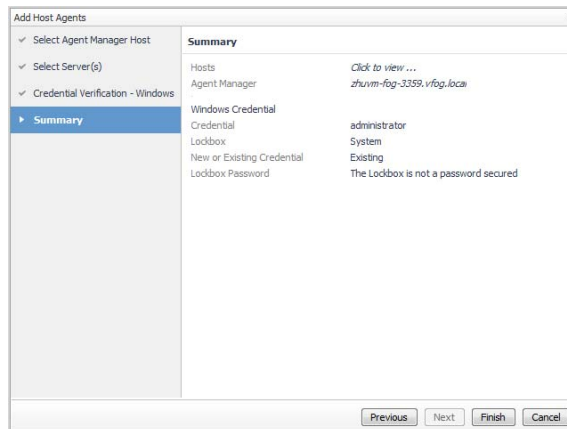 Add Host Agents
Select Agent Manager Host
Select Server(s)
Credential Verification - Windows
Summary
Summary
Hosts Click to view ...
Agent Manager zhuvm-fog-3359.vfog.local
Windows Credential
Credential administrator
Lockbox System
New or Existing Credential Existing
Lockbox Password The Lockbox is not a password secured
Previous Next Finish Cancel